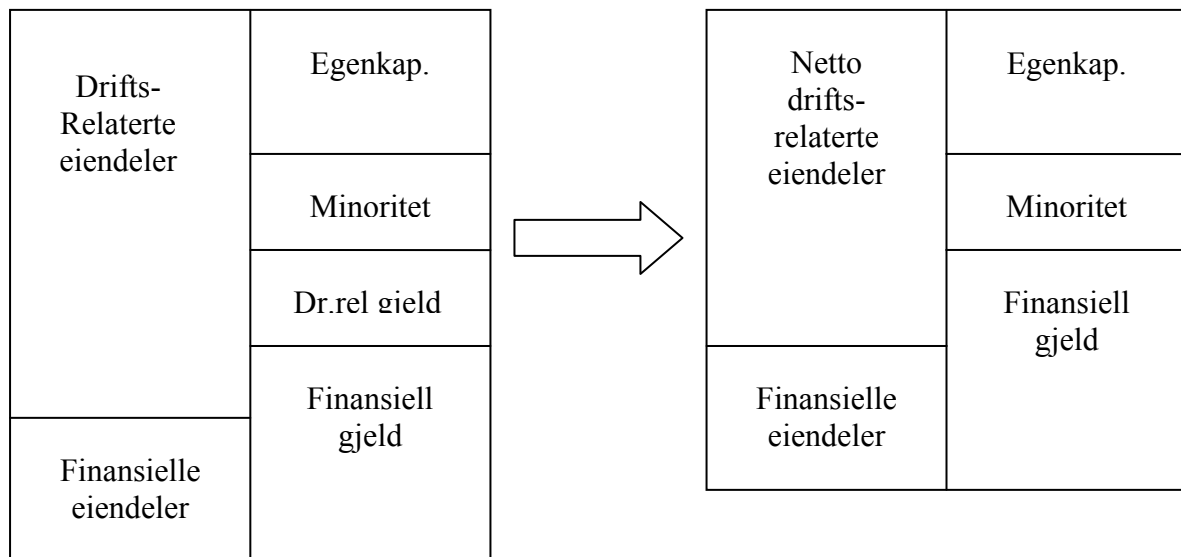 Drifts-
Relaterte
eiendeler
Finansielle
eiendeler
Egenkap.
Minoritet
Dr.rel gjeld
Finansiell
gjeld
Netto
drifts-
relaterte
eiendeler
Finansielle
eiendeler
Egenkap.
Minoritet
Finansiell
gjeld